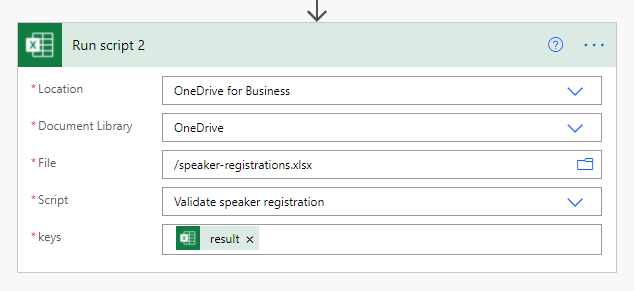 Run script 2
* Location
OneDrive for Business
* Document Library
OneDrive
* File
/speaker-registrations.xlsx
* Script
Validate speaker registration
* keys
result ×